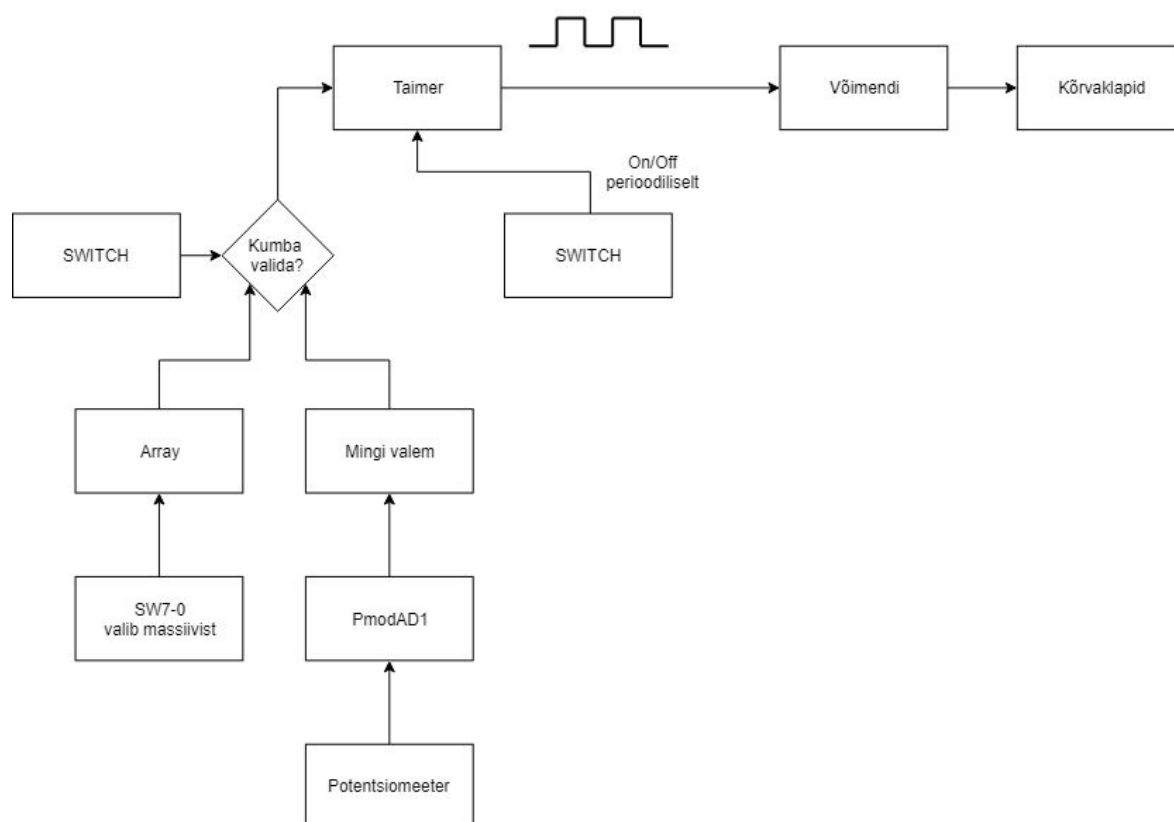 Taimer
Võimendi
Kõrvaklapid
On/Off
perioodiliselt
SWITCH
Kumba
valida?
SWITCH
Array
Mingi valem
SW7-0
valib massiivist
PmodAD1
Potentsiomeeter